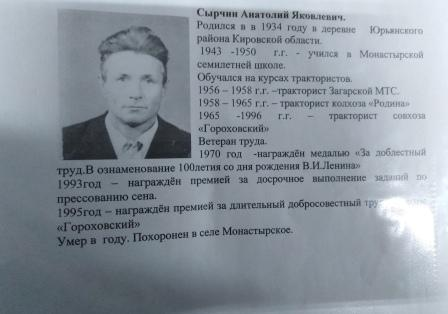 Сырчин Анатолий Яковлевич.
Родился в в 1934 году в деревне Юрьянского
района Кировской области.
1943 -1950 г.г. - учился в Монастырской
семилетней школе.
Обучался на курсах трактористов.
1956 – 1958 г.г. –тракторист Загарской МТС.
1958 – 1965 г.г. – тракторист колхоза «Родина»
1965 -1996 г.г. – тракторист совхоза
«Гороховский»
Ветеран труда.
1970 год -награждён медалью «За доблестный
труд.В ознаменование 100летия со дня рождения В.И.Ленина»
1993год – награждён премией за досрочное выполнение заданий по
прессованию сена.
1995год – награждён премией за длительный добросовестный
«Гороховский»
Умер в году. Похоронен в селе Монастырское.